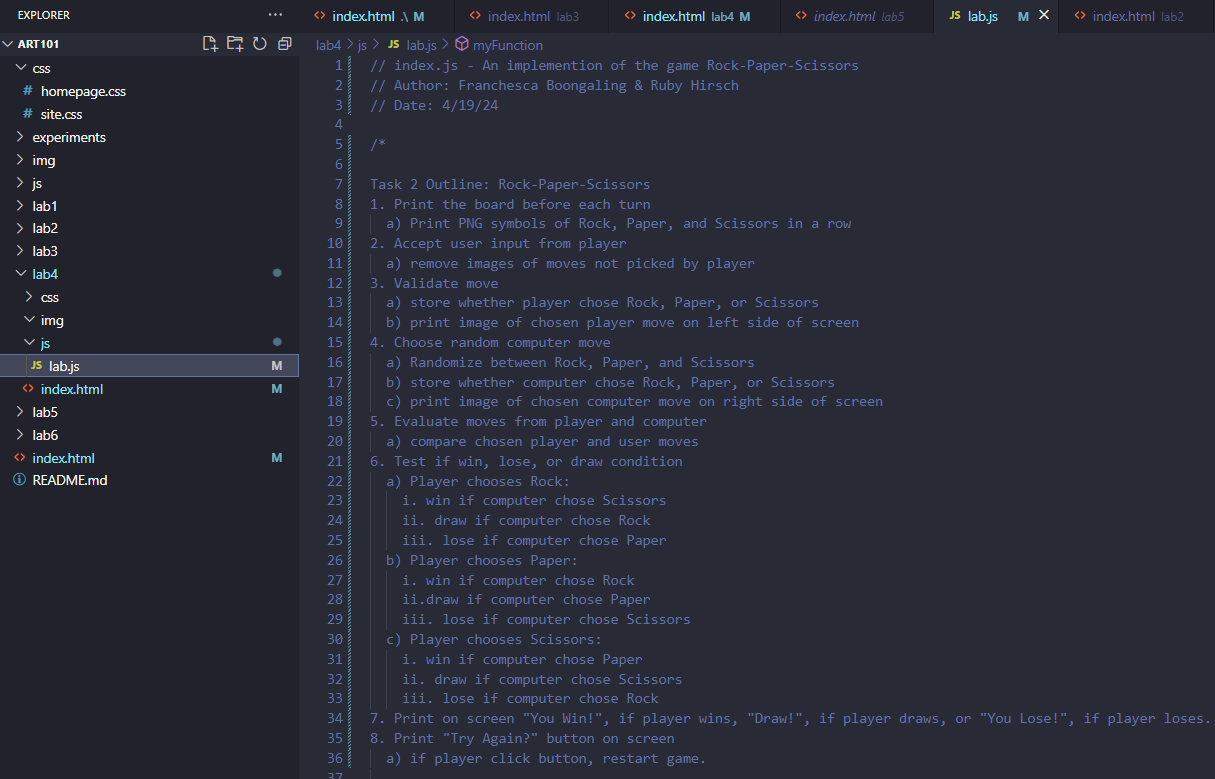 EXPLORER ···
ART101
css
# homepage.css
# site.css
experiments
img
js
lab1
lab2
lab3
lab4
css
img
js
JS lab.js M
<> index.html M
lab5
lab6
<> index.html M
README.md
<> index.html .\ M <> index.html lab3 <> index.html lab4 M <> index.html lab5 JS lab.js M <> index.html lab2
lab4 > js > JS lab.js > myFunction
1 // index.js - An implemention of the game Rock-Paper-Scissors
2 // Author: Franchesca Boongaling & Ruby Hirsch
3 // Date: 4/19/24
4
5 /*
6
7 Task 2 Outline: Rock-Paper-Scissors
8 1. Print the board before each turn
9 a) Print PNG symbols of Rock, Paper, and Scissors in a row
10 2. Accept user input from player
11 a) remove images of moves not picked by player
12 3. Validate move
13 a) store whether player chose Rock, Paper, or Scissors
14 b) print image of chosen player move on left side of screen
15 4. Choose random computer move
16 a) Randomize between Rock, Paper, and Scissors
17 b) store whether computer chose Rock, Paper, or Scissors
18 c) print image of chosen computer move on right side of screen
19 5. Evaluate moves from player and computer
20 a) compare chosen player and user moves
21 6. Test if win, lose, or draw condition
22 a) Player chooses Rock:
23 i. win if computer chose Scissors
24 ii. draw if computer chose Rock
25 iii. lose if computer chose Paper
26 b) Player chooses Paper:
27 i. win if computer chose Rock
28 ii.draw if computer chose Paper
29 iii. lose if computer chose Scissors
30 c) Player chooses Scissors:
31 i. win if computer chose Paper
32 ii. draw if computer chose Scissors
33 iii. lose if computer chose Rock
34 7. Print on screen "You Win!", if player wins, "Draw!", if player draws, or "You Lose!", if player loses.
35 8. Print "Try Again?" button on screen
36 a) if player click button, restart game.
37